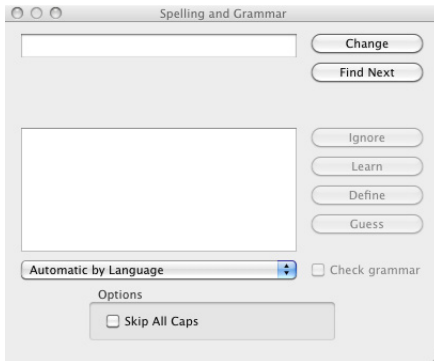 Spelling and Grammar
Change
Find Next
Ignore
Learn
Define
Guess
Automatic by Language
Check grammar
Options
Skip All Caps